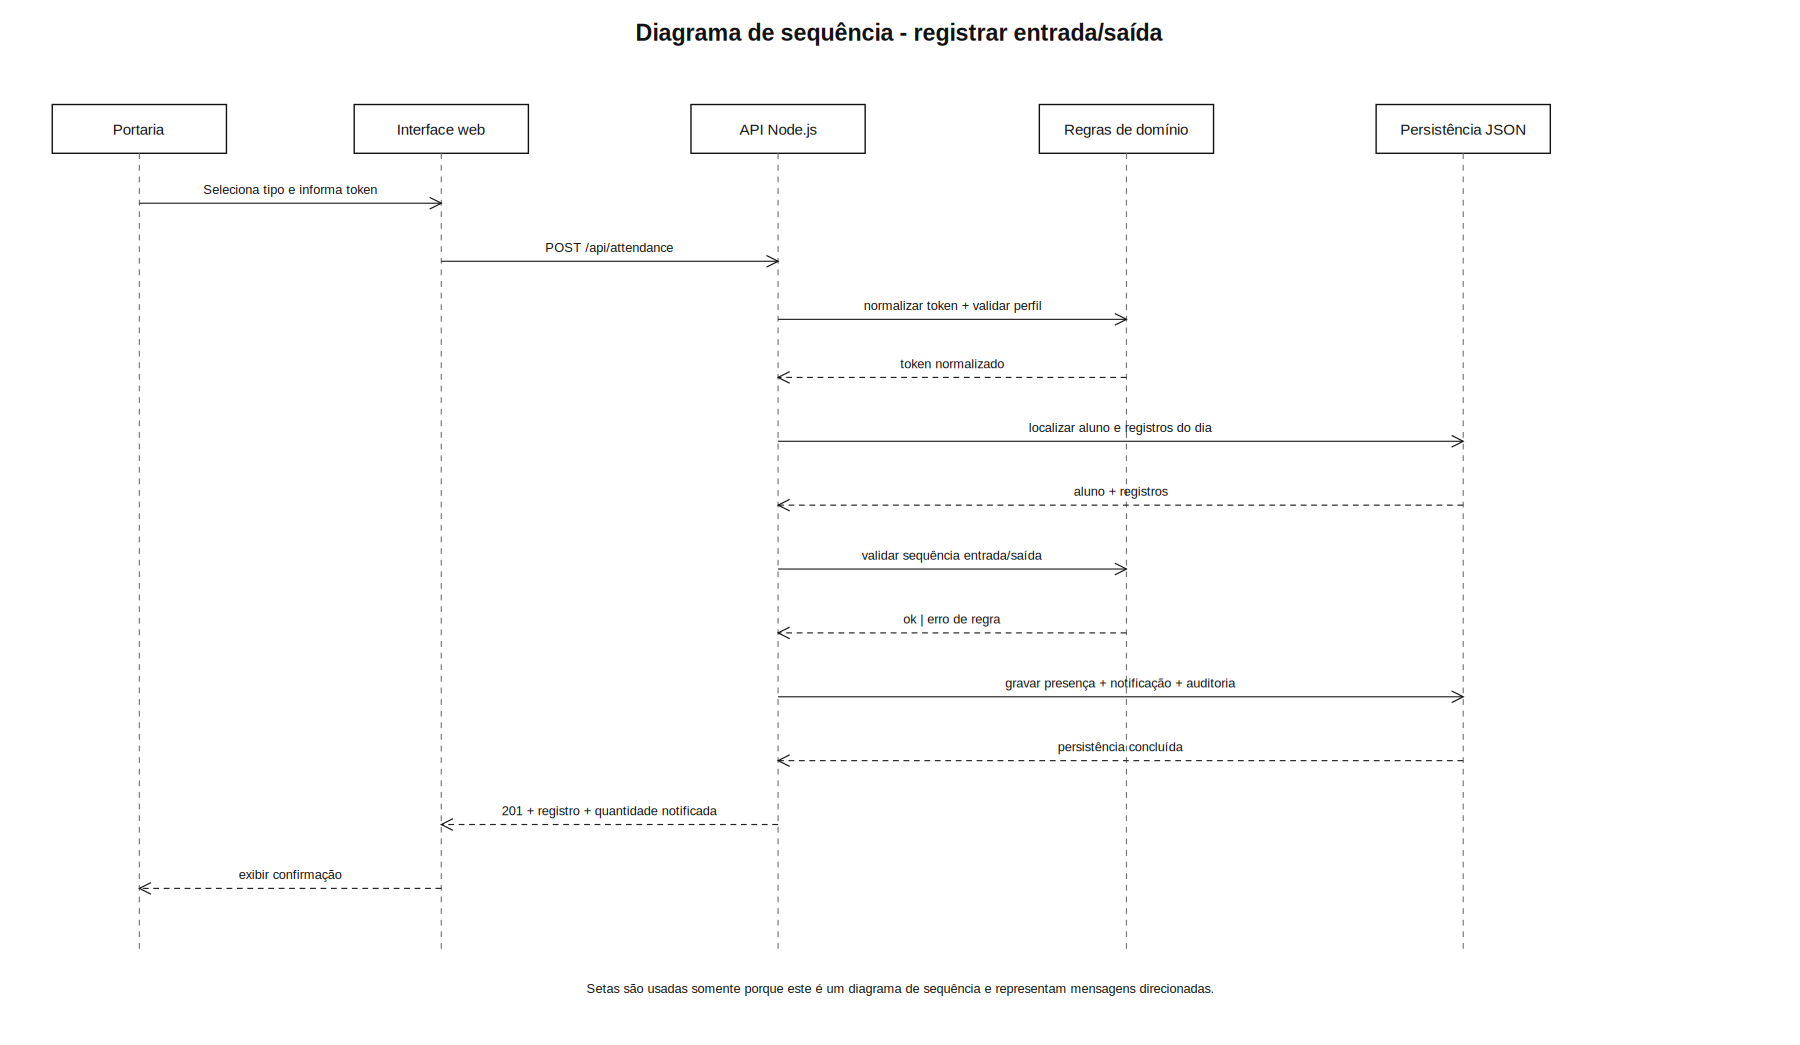 Diagrama de sequência - registrar entrada/saída
Portaria
Interface web
API Node.js
Regras de domínio
Persistência JSON
Seleciona tipo e informa token
POST /api/attendance
normalizar token + validar perfil
token normalizado
localizar aluno e registros do dia
aluno + registros
validar sequência entrada/saída
ok | erro de regra
gravar presença + notificação + auditoria
persistência concluída
201 + registro + quantidade notificada
exibir confirmação
Setas são usadas somente porque este é um diagrama de sequência e representam mensagens direcionadas.